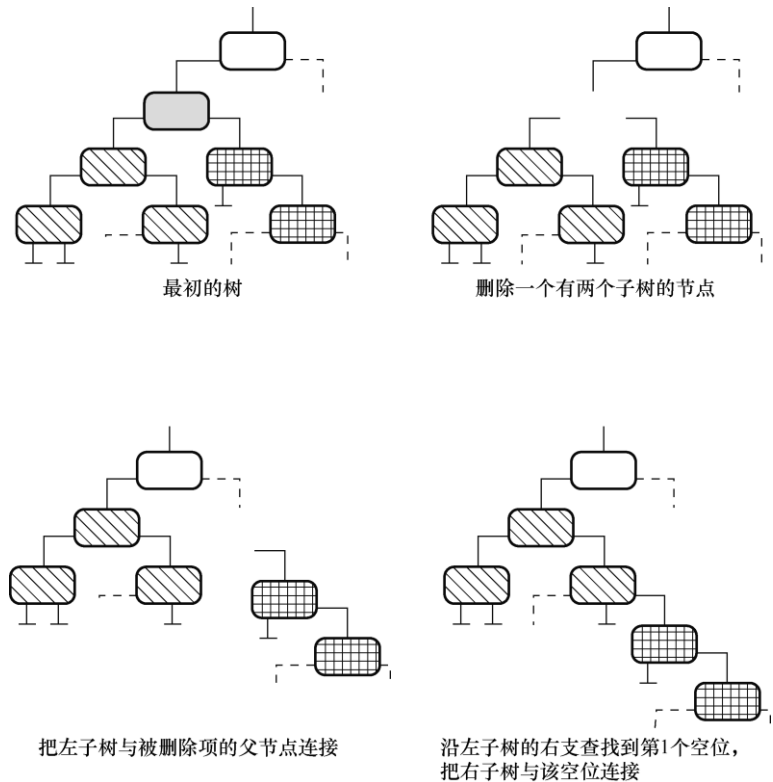 最初的树
删除一个有两个子树的节点
把左子树与被删除项的父节点连接
沿左子树的右支查找到第1个空位，
把右子树与该空位连接